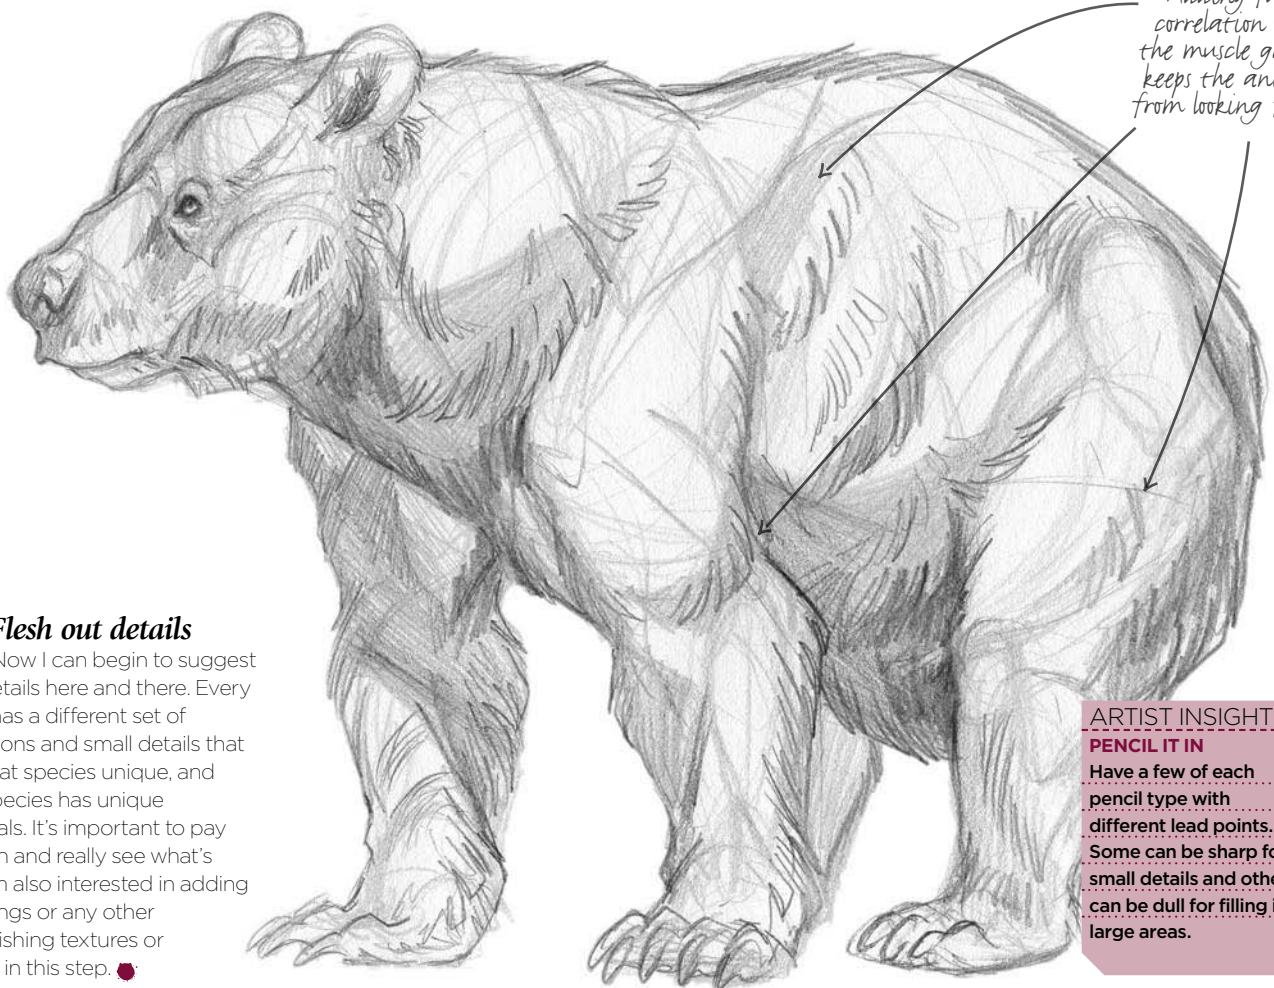 correlation
the muscle
keeps the
from looking
Flesh out details
Now I can begin to suggest
etails here and there. Every
has a different set of
ons and small details that
at species unique, and
pecies has unique
als. It's important to pay
n and really see what's
n also interested in adding
ngs or any other
ishing textures or
in this step.
ARTIST INSIGHT
PENCIL IT IN
Have a few of each
pencil type with
different lead points.
Some can be sharp fo
small details and othe
can be dull for filling i
large areas.